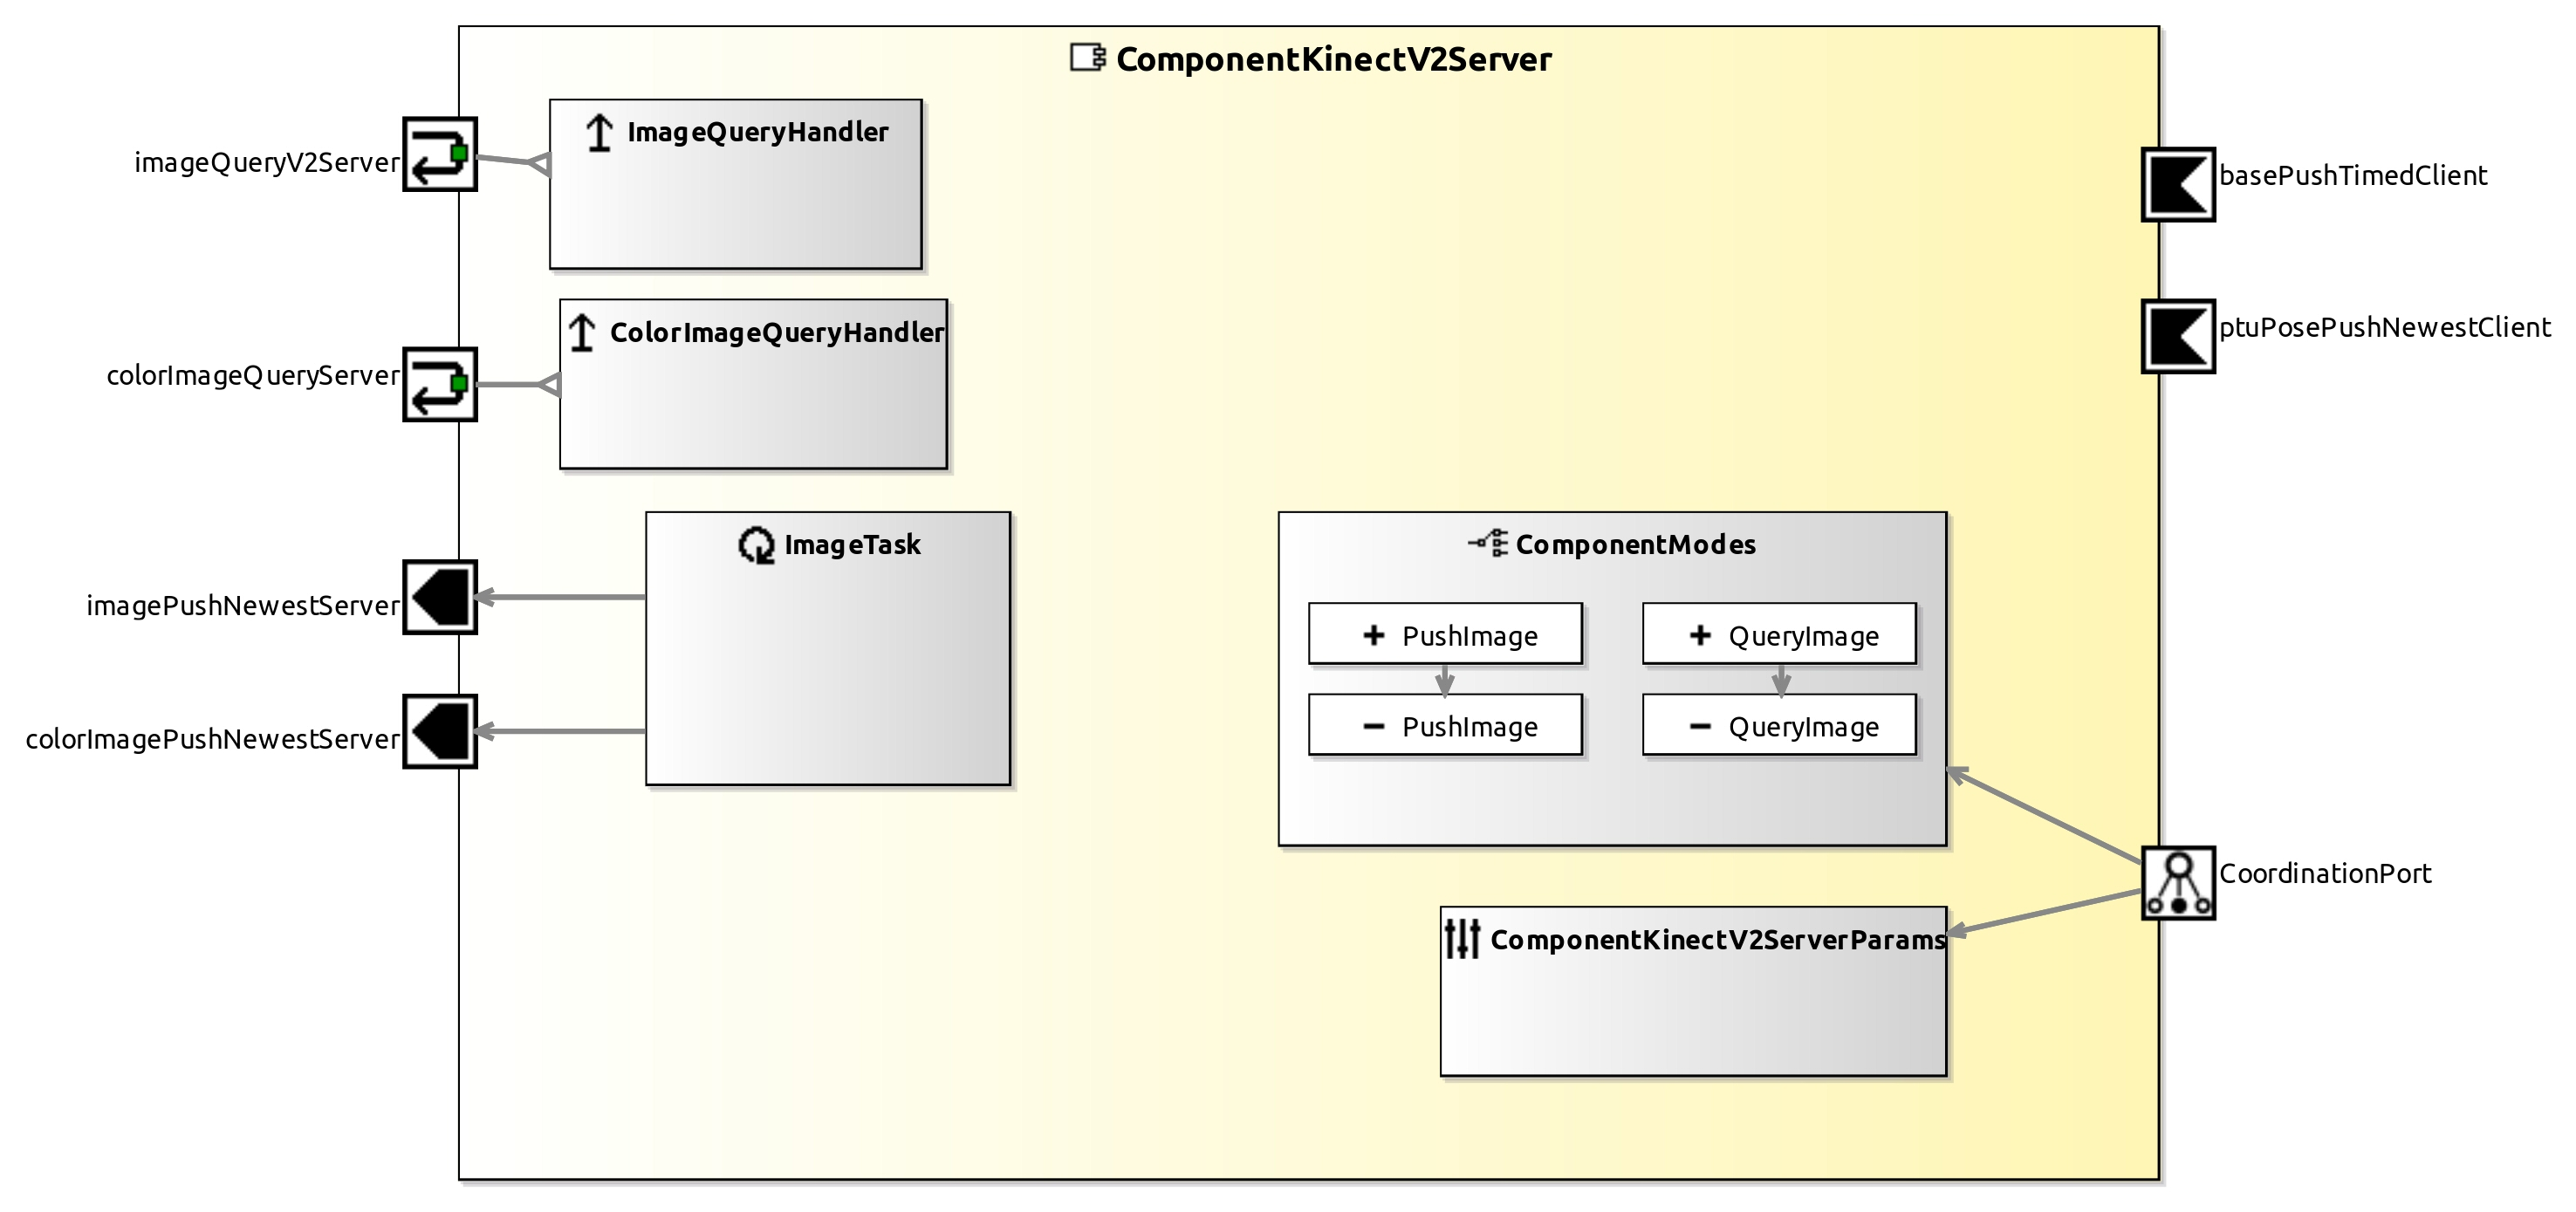 ComponentKinectV2Server
ImageQueryHandler
imageQueryV2Server
basePushTimedClient
ColorImageQueryHandler
ptuPosePushNewestClient
colorImageQueryServer
ImageTask
ComponentModes
imagePushNewestServer
+ PushImage
+ QueryImage
colorImagePushNewestServer
− PushImage
− QueryImage
CoordinationPort
ComponentKinectV2ServerParams